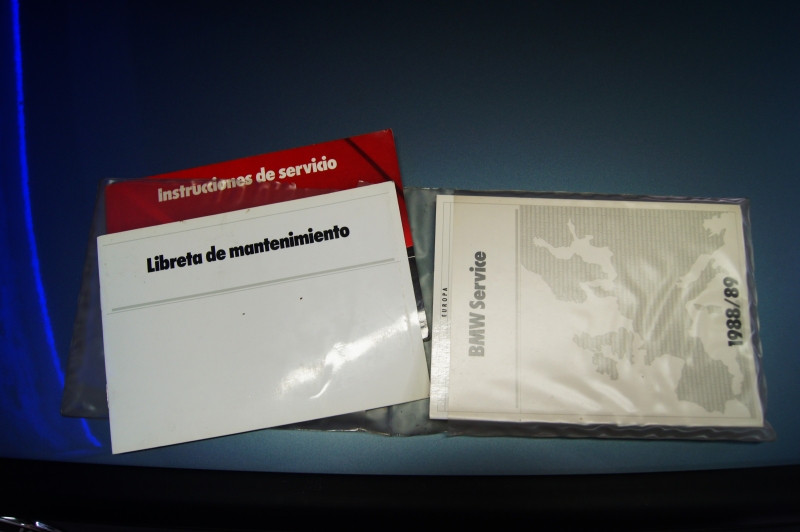 Instrucciones de servicio
Libreta de mantenimiento
EUROPA
BMW Service
1988/89